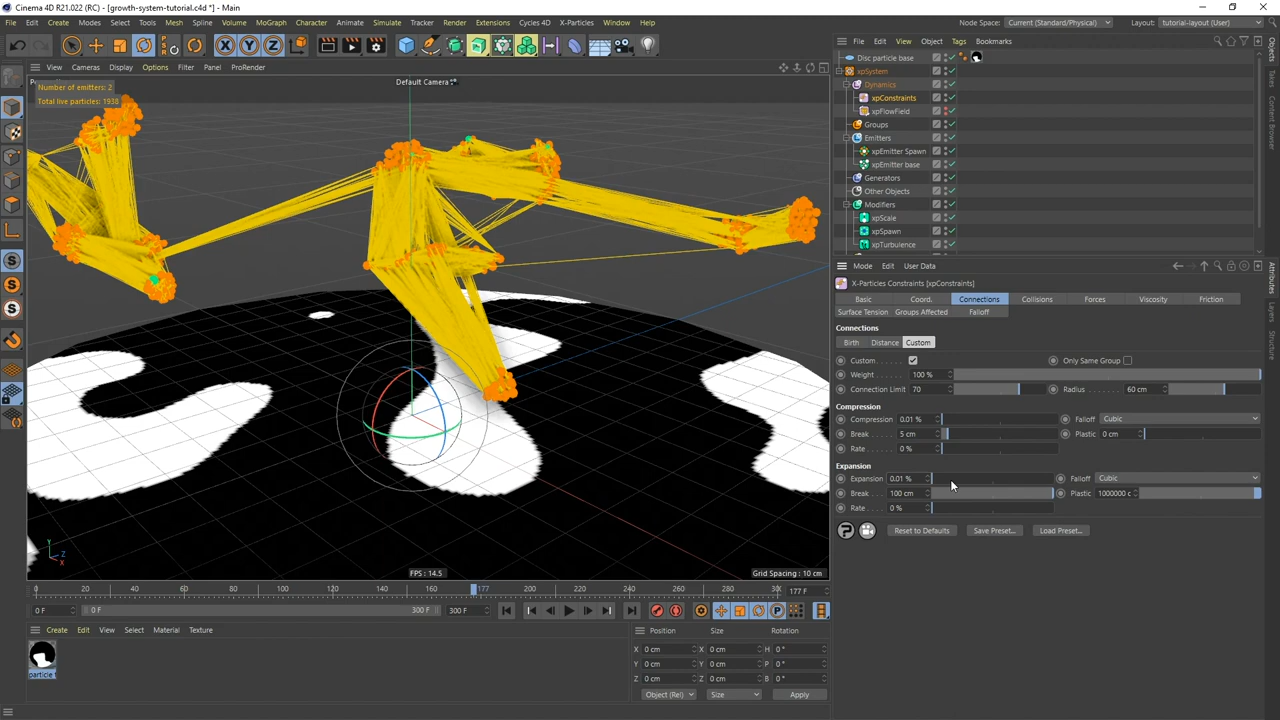 Cinema 4D R21.022 (RC) - [growth-system-tutorial.c4d *] - Main
File Edit Create Modes Select Tools Mesh Spline Volume MoGraph Character Animate Simulate Tracker Render Extensions Cycles 4D X-Particles Window Help
Node Space: Current (Standard/Physical) Layout: tutorial-layout (User)
PSR
X Y Z
File Edit View Object Tags Bookmarks
View Cameras Display Options Filter Panel ProRender
Default Camera
Number of emitters: 2
Total live particles: 1938
Disc particle base
xpSystem
Dynamics
xpConstraints
xpFlowField
Groups
Emitters
xpEmitter Spawn
xpEmitter base
Generators
Other Objects
Modifiers
xpScale
xpSpawn
xpTurbulence
Objects
Takes
Content Browser
Mode Edit User Data
X-Particles Constraints [xpConstraints]
Basic Coord. Connections Collisions Forces Viscosity Friction
Surface Tension Groups Affected Falloff
Connections
Birth Distance Custom
Custom . . . . . . Only Same Group
Weight . . . . . . 100 %
Connection Limit 70 Radius . . . . . . . 60 cm
Compression
Compression . . 0.01 % Falloff Cubic
Break . . . . 5 cm Plastic 0 cm
Rate . . . . 0 %
Expansion
Expansion 0.01 % Falloff Cubic
Break . . . 100 cm Plastic 1000000 c
Rate . . . 0 %
Reset to Defaults Save Preset... Load Preset...
Attributes
Layers
Structure
Y
Z
X
FPS : 14.5
Grid Spacing : 10 cm
0 20 40 60 80 100 120 140 160 177 200 220 240 260 280 30 177 F
0 F 0 F 300 F 300 F
Create Edit View Select Material Texture
particle t
Position Size Rotation
X 0 cm X 0 cm H 0 °
Y 0 cm Y 0 cm P 0 °
Z 0 cm Z 0 cm B 0 °
Object (Rel) Size Apply